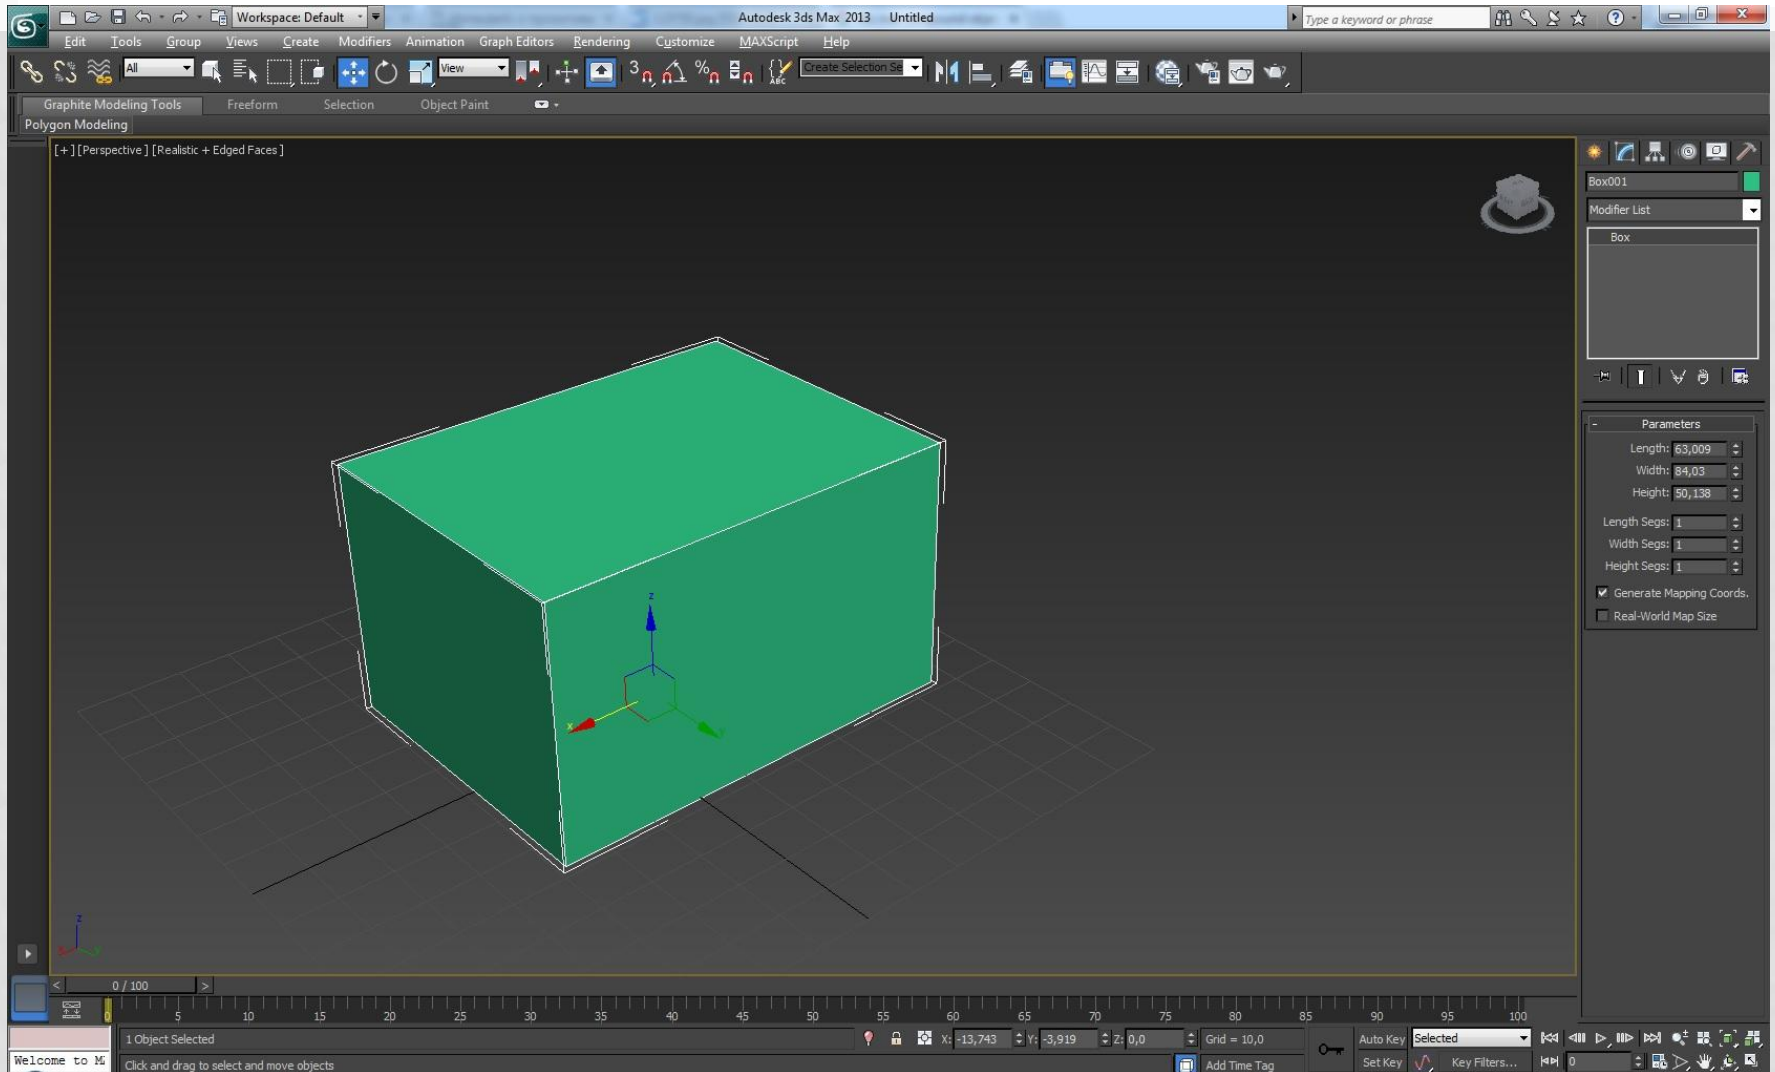 Workspace: Default
Autodesk 3ds Max 2013 Untitled
Type a keyword or phrase
Edit Tools Group Views Create Modifiers Animation Graph Editors Rendering Customize MAXScript Help
All
View
3
%
ABC
Create Selection Se
Graphite Modeling Tools Freeform Selection Object Paint
Polygon Modeling
[+][Perspective][Realistic + Edged Faces]
Box001
Modifier List
Box
- Parameters
Length: 63,009
Width: 84,03
Height: 50,138
Length Segs: 1
Width Segs: 1
Height Segs: 1
Generate Mapping Coords.
Real-World Map Size
z
x
z
< 0 / 100 >
0 5 10 15 20 25 30 35 40 45 50 55 60 65 70 75 80 85 90 95 100
1 Object Selected
X: -13,743 Y: -3,919 Z: 0,0 Grid = 10,0
Auto Key Selected
Welcome to M
Click and drag to select and move objects
Add Time Tag
Set Key Key Filters... 0